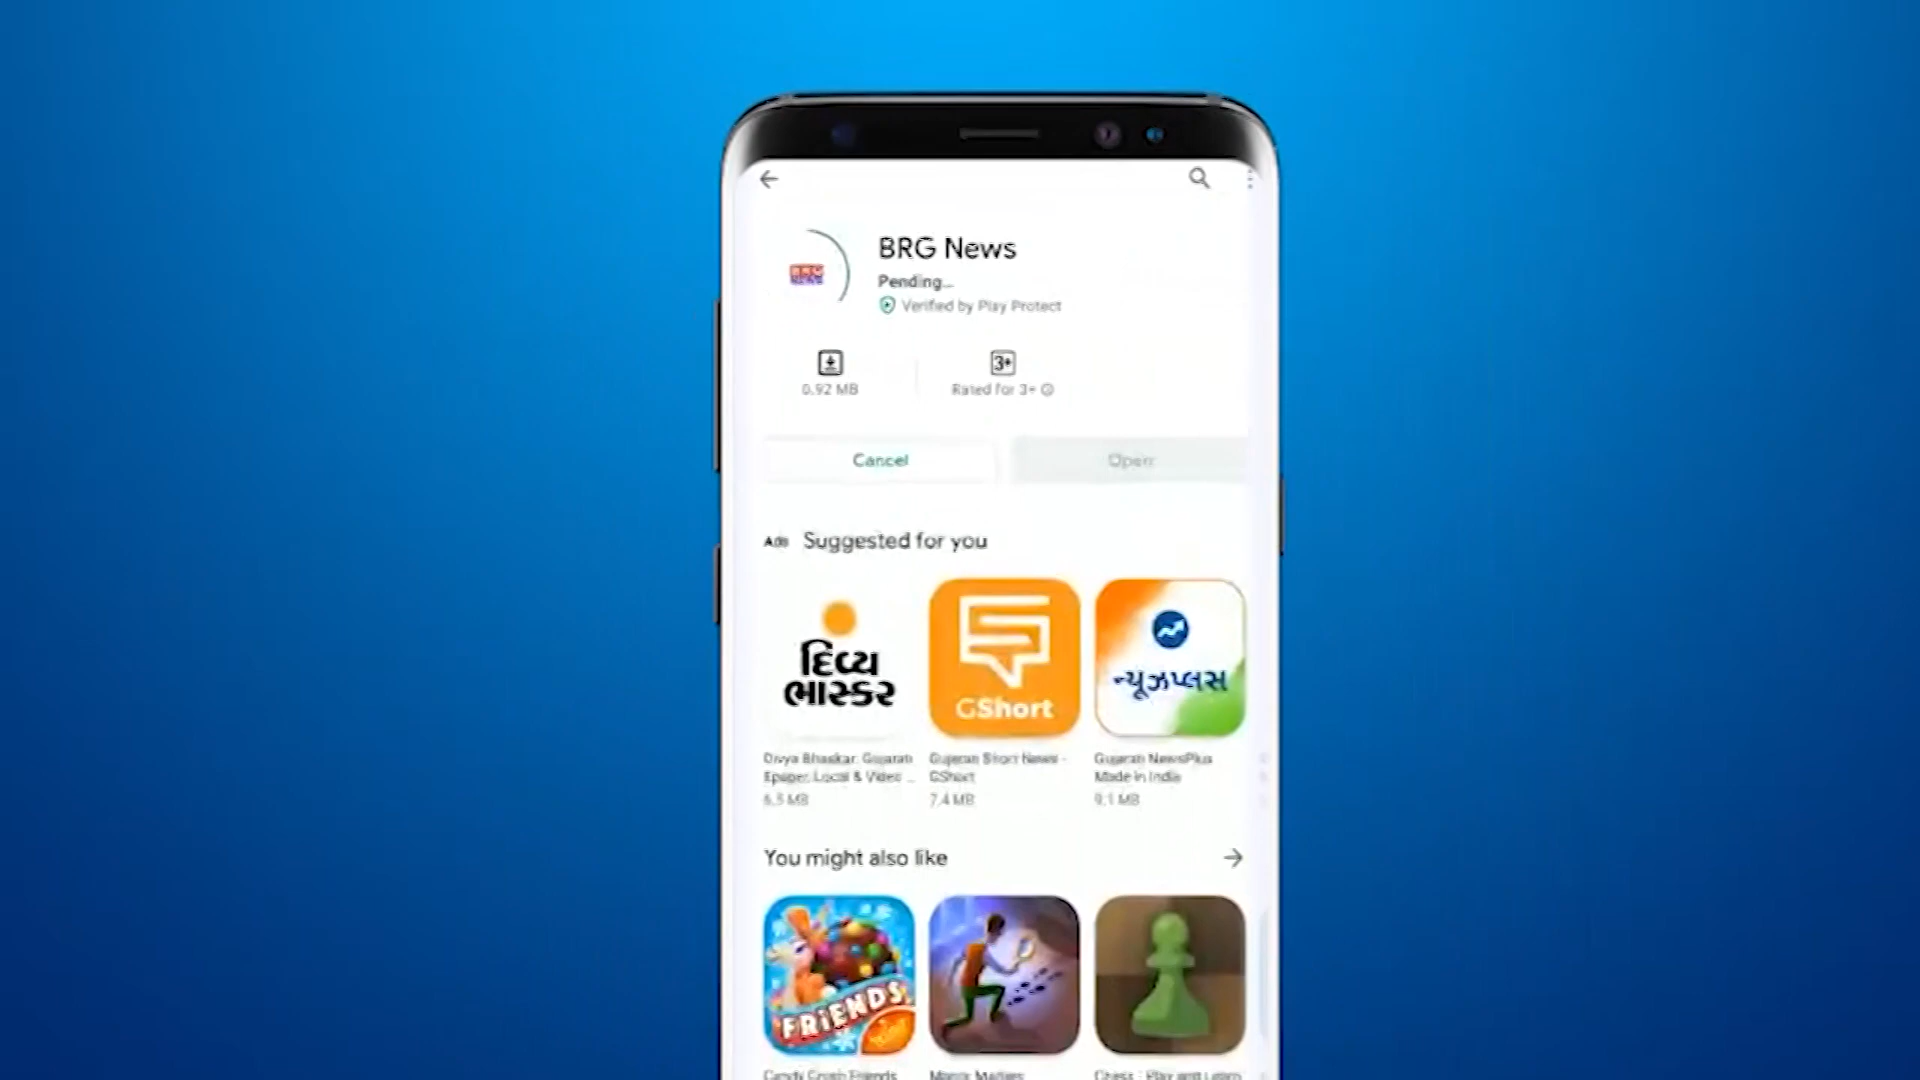 BRG News
BRG
NEWS
Pending...
Verified by Play Protect
3+
0.92 MB
Rated for 3+
Cancel
Open
Ads Suggested for you
દિવ્ય
ભાસ્કર
GShort
ન્યૂઝપ્લસ
Divya Bhaskar: Gujarati
Epaper, Local & Video ...
6.5 MB
Gujarati Short News -
GShort
7.4 MB
Gujarati NewsPlus
Made in India
9.1 MB
You might also like
FRIENDS
Candy Crush Friends
Chess - Play and Learn